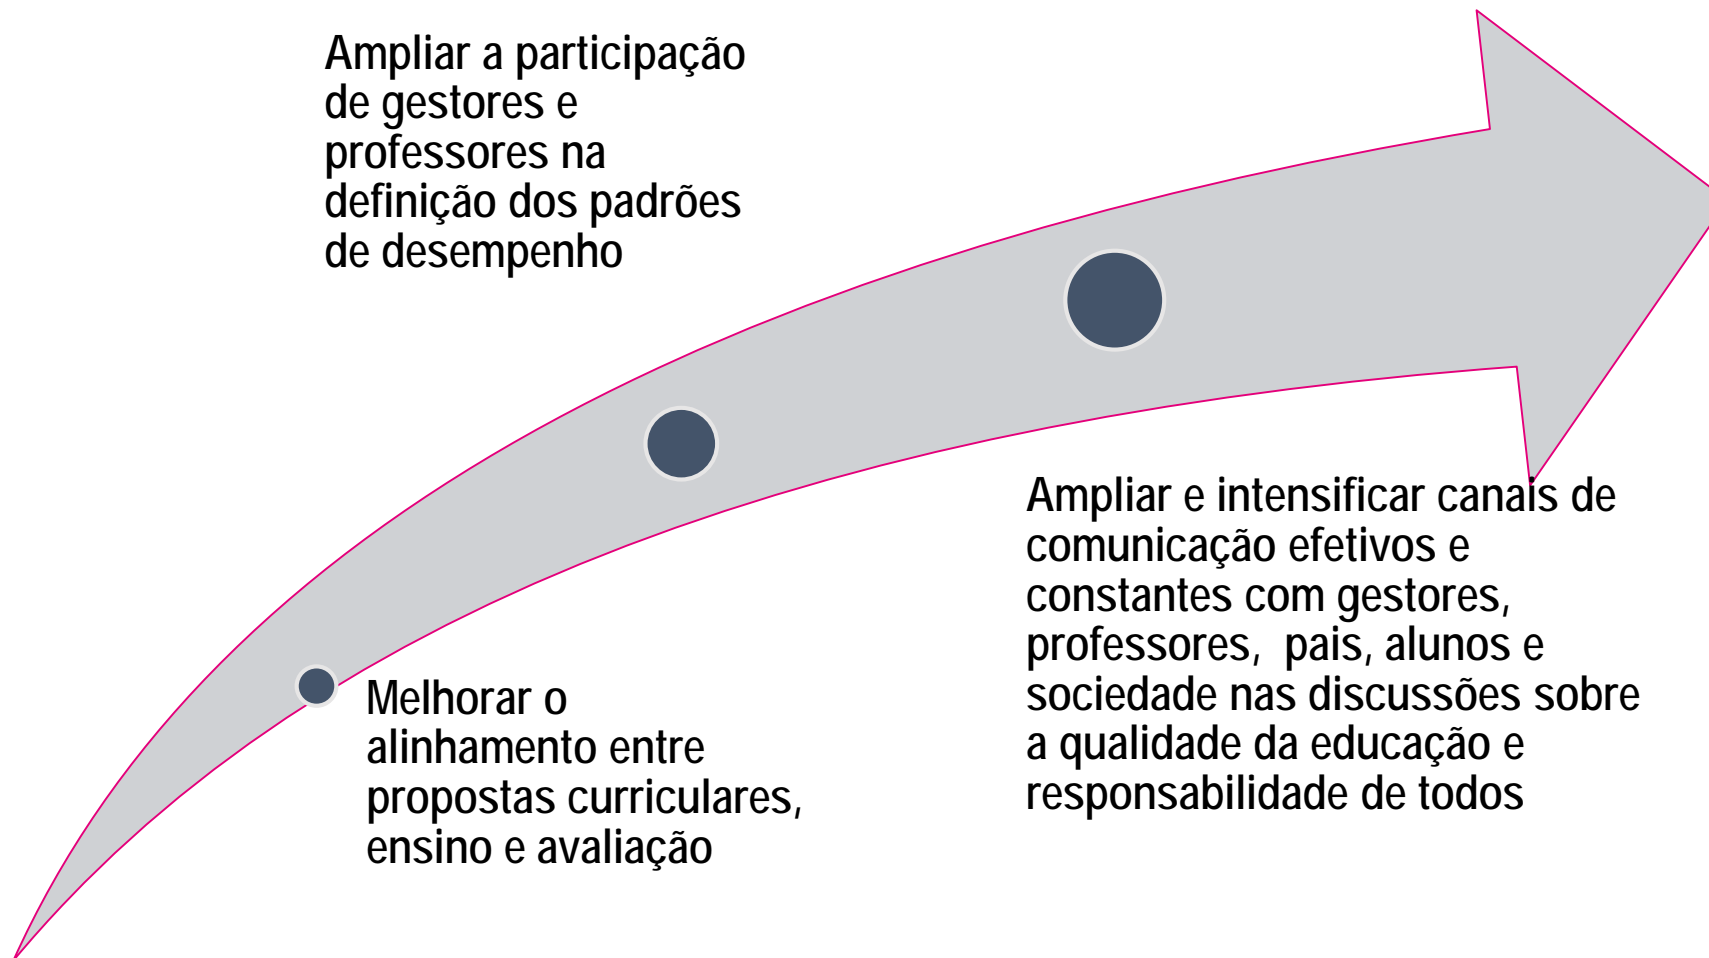 Ampliar a participação
de gestores e
professores na
definição dos padrões
de desempenho
Melhorar o
alinhamento entre
propostas curriculares,
ensino e avaliação
Ampliar e intensificar canais de
comunicação efetivos e
constantes com gestores,
professores,  pais, alunos e
sociedade nas discussões sobre
a qualidade da educação e
responsabilidade de todos